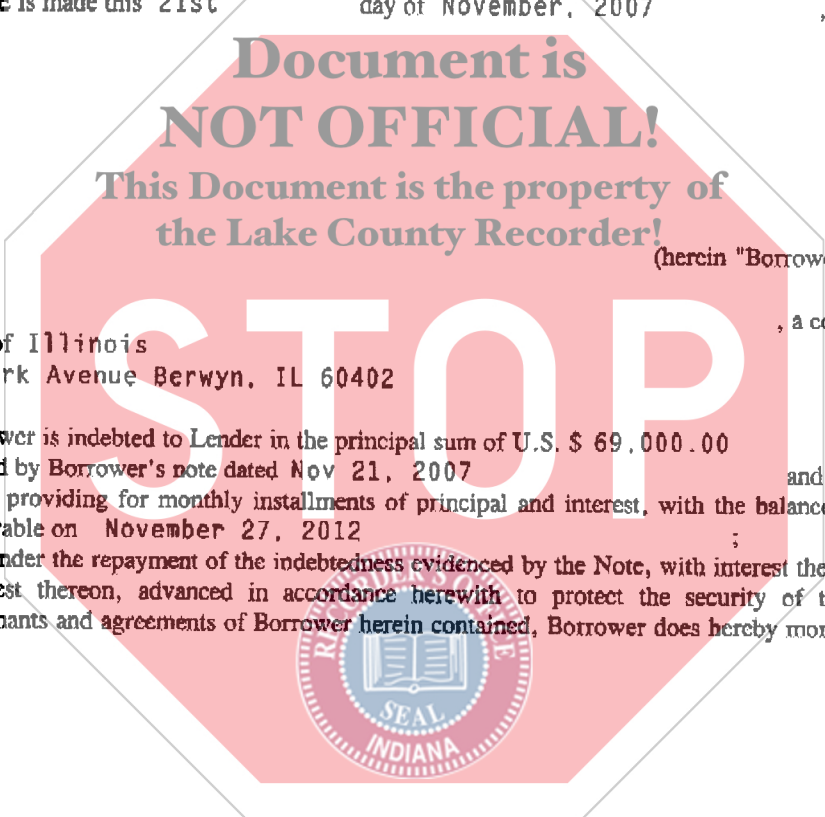 is made this 21st day of November, 2007 ,
Document is
NOT OFFICIAL!
This Document is the property of
the Lake County Recorder!
(herein "Borrowe
, a co
of Illinois
rk Avenue Berwyn, IL 60402
STOP
wer is indebted to Lender in the principal sum of U.S. $ 69,000.00
d by Borrower's note dated Nov 21, 2007 and
providing for monthly installments of principal and interest, with the balance
able on November 27, 2012 ;
nder the repayment of the indebtedness evidenced by the Note, with interest the
est thereon, advanced in accordance herewith to protect the security of t
nants and agreements of Borrower herein contained, Borrower does hereby mor
RECORDER'S OFFICE
SEAL
INDIANA